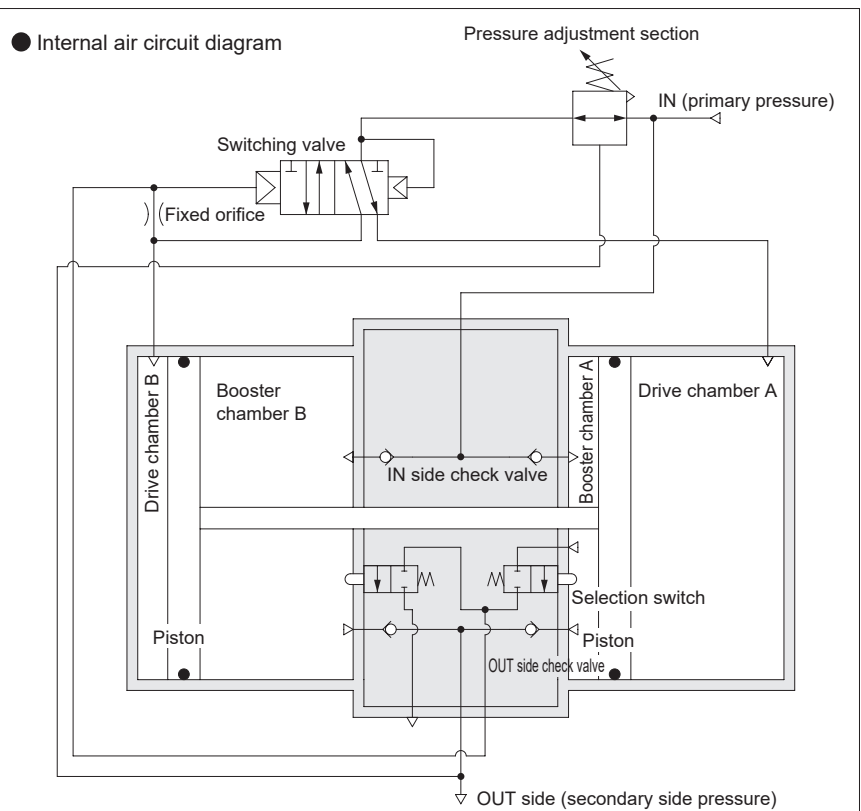 ● Internal air circuit diagram
Pressure adjustment section
IN (primary pressure)
Switching valve
Fixed orifice
Drive chamber B
Booster
chamber B
Booster chamber A
Drive chamber A
IN side check valve
Selection switch
Piston
Piston
OUT side check valve
OUT side (secondary side pressure)